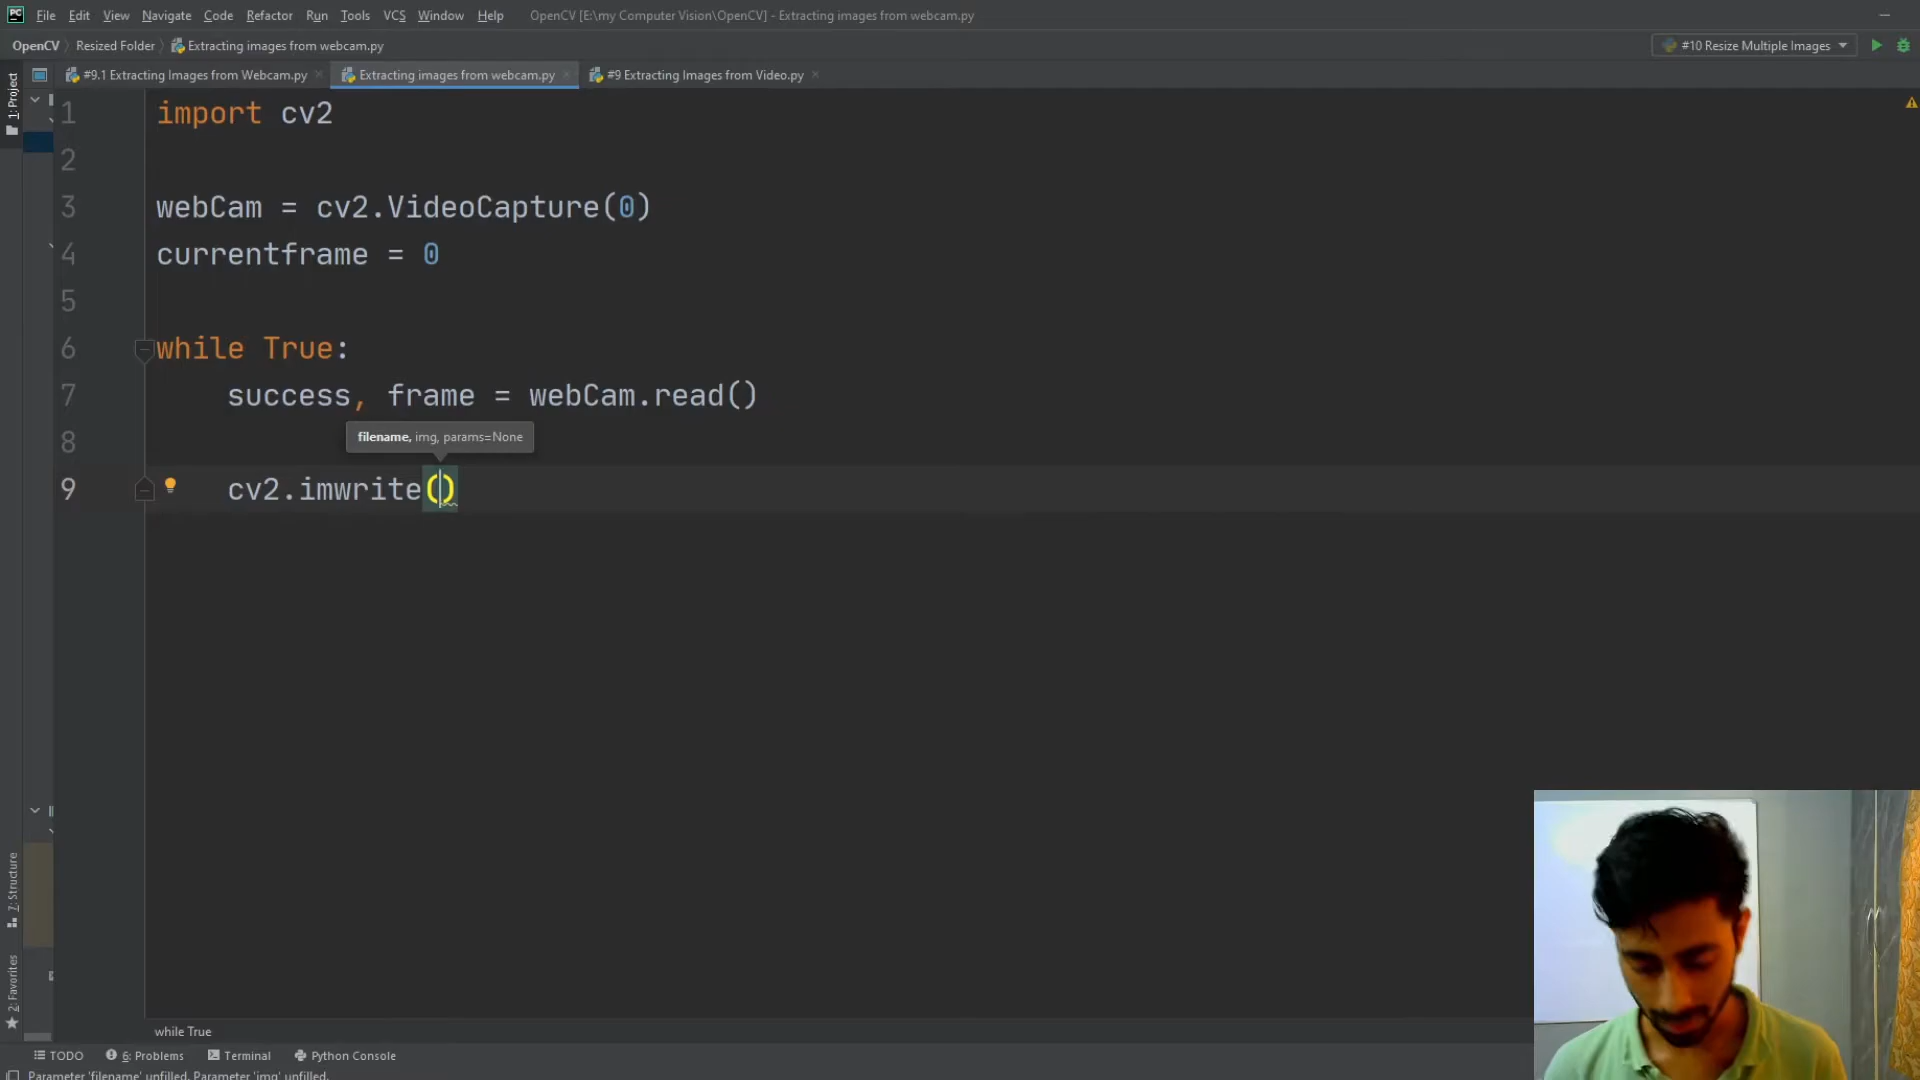 PC File Edit View Navigate Code Refactor Run Tools VCS Window Help OpenCV [E:\my Computer Vision\OpenCV] - Extracting images from webcam.py
OpenCV Resized Folder Extracting images from webcam.py #10 Resize Multiple Images
#9.1 Extracting Images from Webcam.py Extracting images from webcam.py #9 Extracting Images from Video.py
1: Project
1 import cv2
2
3 webCam = cv2.VideoCapture(0)
4 currentframe = 0
5
6 while True:
7 success, frame = webCam.read()
filename, img, params=None
8
9 cv2.imwrite()
7: Structure
2: Favorites
while True
TODO 6: Problems Terminal Python Console
Parameter 'filename' unfilled. Parameter 'img' unfilled.